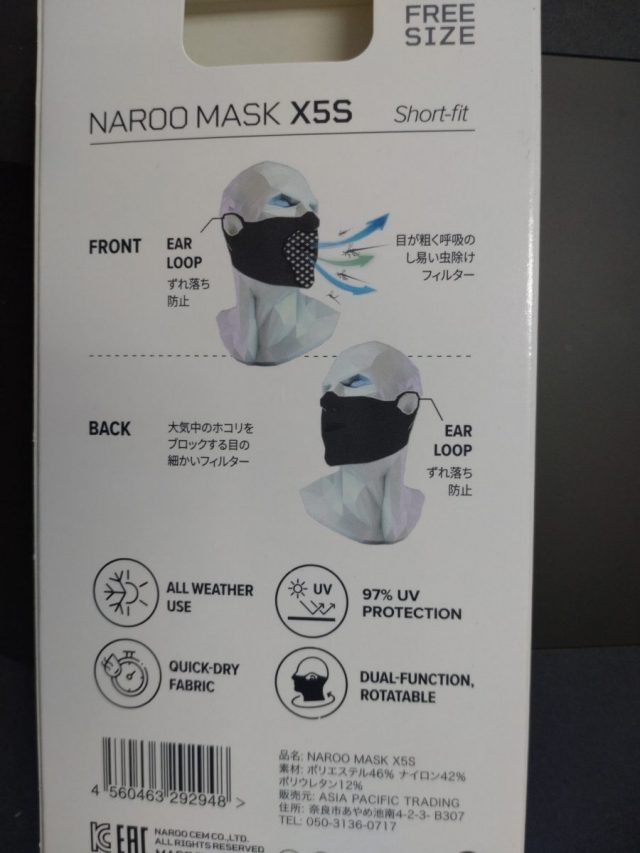 FREE
SIZE
NAROO MASK X5S Short-fit
FRONT
EAR
LOOP
ずれ落ち
防止
目が粗く呼吸の
し易い虫除け
フィルター
BACK
大気中のホコリを
ブロックする目の
細かいフィルター
EAR
LOOP
ずれ落ち
防止
ALL WEATHER
USE
UV
97% UV
PROTECTION
QUICK-DRY
FABRIC
DUAL-FUNCTION,
ROTATABLE
4 560463 292948 >
品名: NAROO MASK X5S
素材: ポリエステル46% ナイロン42%
ポリウレタン12%
販売元: ASIA PACIFIC TRADING
住所: 奈良市あやめ池南4-2-3- B307
TEL: 050-3136-0717
EAC
NAROO CEM CO.,LTD.
ALL RIGHTS RESERVED